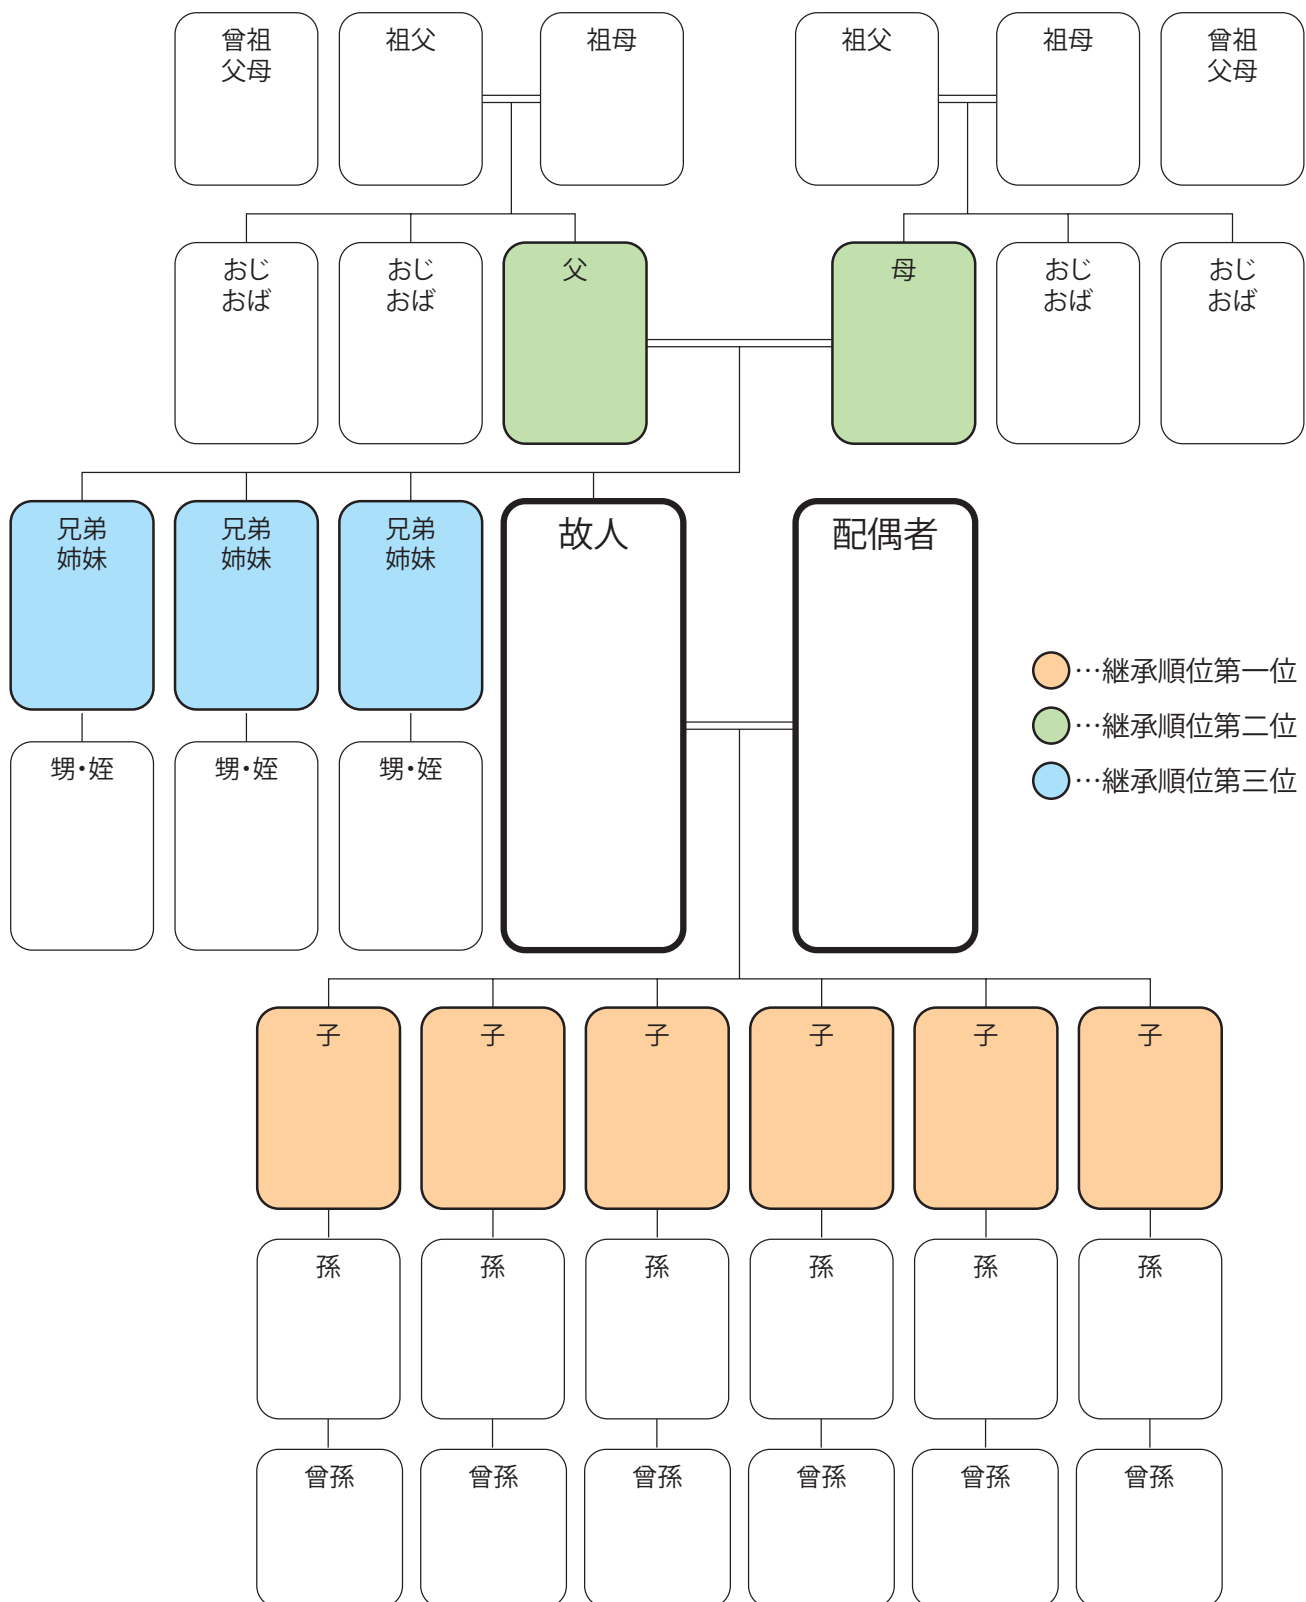 曾祖
父母
祖父
祖母
祖父
祖母
曾祖
父母
おじ
おば
おじ
おば
父
母
おじ
おば
おじ
おば
兄弟
姉妹
兄弟
姉妹
兄弟
姉妹
故人
配偶者
…継承順位第一位
…継承順位第二位
…継承順位第三位
甥・姪
甥・姪
甥・姪
子
子
子
子
子
子
孫
孫
孫
孫
孫
孫
曾孫
曾孫
曾孫
曾孫
曾孫
曾孫